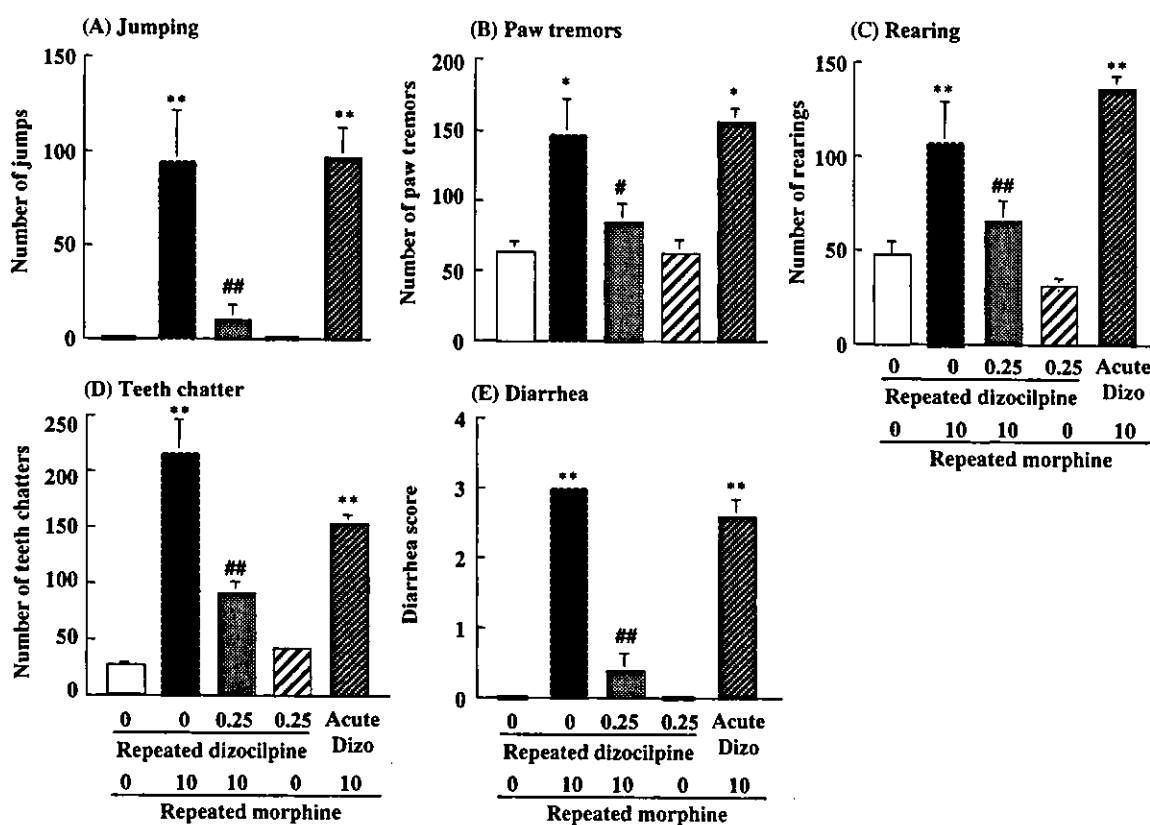 (A) Jumping
Number of jumps
150
100
50
0
**
##
**
(B) Paw tremors
Number of paw tremors
200
150
100
50
0
*
#
*
(C) Rearing
Number of rearings
150
100
50
0
**
##
**
0 0 0.25 0.25 Acute
Repeated dizocilpine Dizo
0 10 10 0 10
Repeated morphine
(D) Teeth chatter
Number of teeth chatters
250
200
150
100
50
0
**
##
**
0 0 0.25 0.25 Acute
Repeated dizocilpine Dizo
0 10 10 0 10
Repeated morphine
(E) Diarrhea
Diarrhea score
4
3
2
1
0
**
##
**
0 0 0.25 0.25 Acute
Repeated dizocilpine Dizo
0 10 10 0 10
Repeated morphine